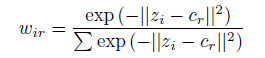 w_{ir} = \frac{\exp(-||z_i - c_r||^2)}{\sum \exp(-||z_i - c_r||^2)}